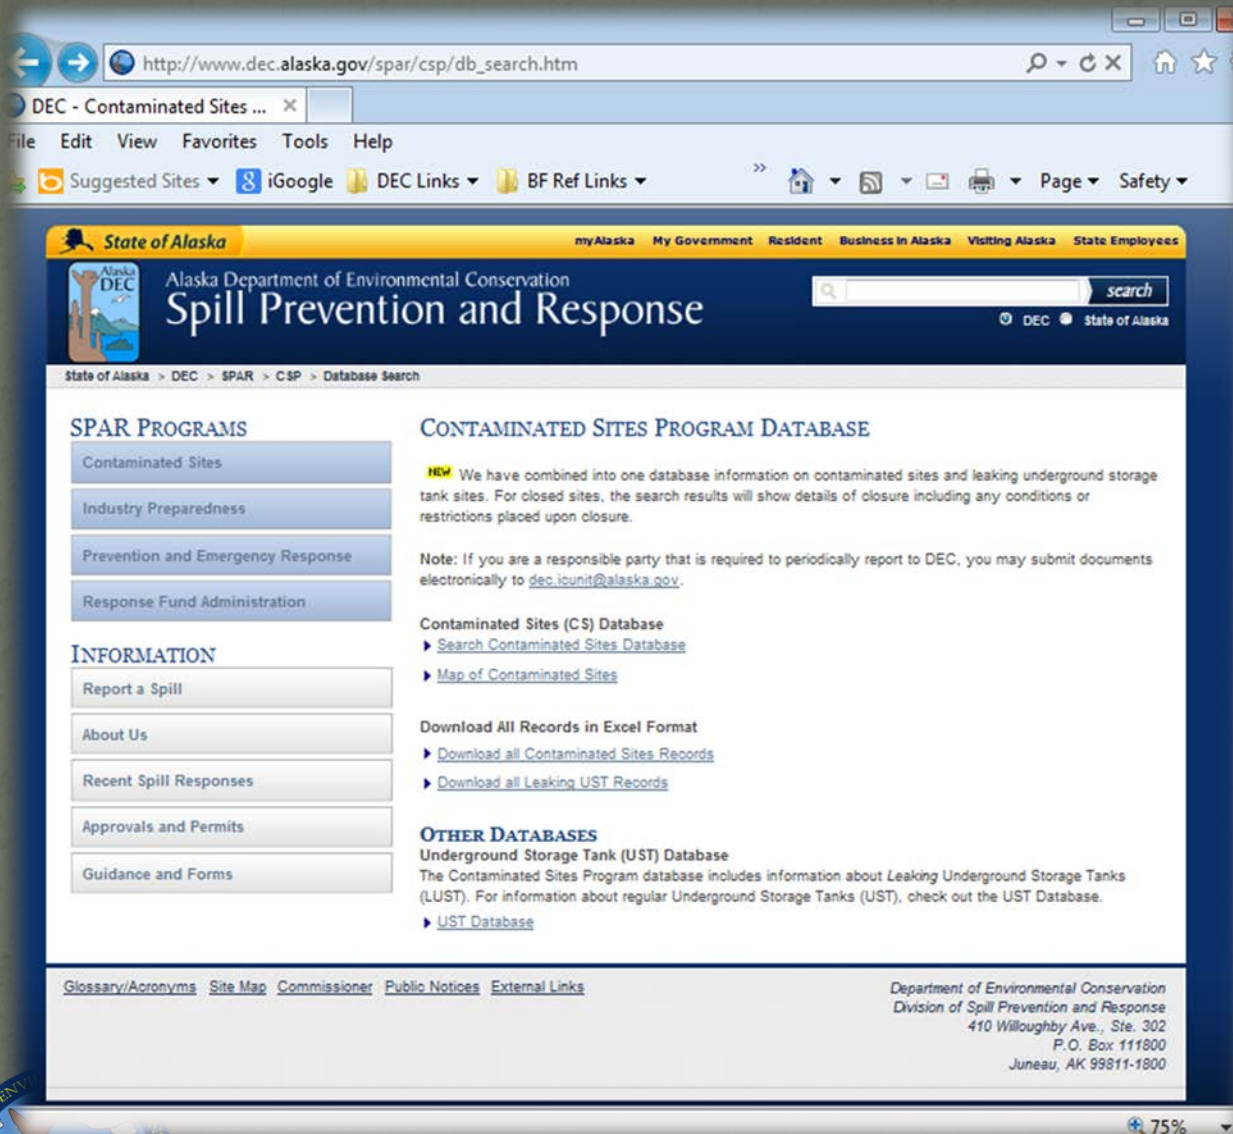 http://www.dec.alaska.gov/spar/csp/db_search.htm
DEC - Contaminated Sites ...
File Edit View Favorites Tools Help
Suggested Sites iGoogle DEC Links BF Ref Links » Page Safety
State of Alaska myAlaska My Government Resident Business in Alaska Visiting Alaska State Employees
Alaska
DEC
Alaska Department of Environmental Conservation
Spill Prevention and Response
search
DEC State of Alaska
State of Alaska > DEC > SPAR > CSP > Database Search
SPAR PROGRAMS
Contaminated Sites
Industry Preparedness
Prevention and Emergency Response
Response Fund Administration
INFORMATION
Report a Spill
About Us
Recent Spill Responses
Approvals and Permits
Guidance and Forms
CONTAMINATED SITES PROGRAM DATABASE
NEW We have combined into one database information on contaminated sites and leaking underground storage
tank sites. For closed sites, the search results will show details of closure including any conditions or
restrictions placed upon closure.
Note: If you are a responsible party that is required to periodically report to DEC, you may submit documents
electronically to dec.icunit@alaska.gov.
Contaminated Sites (CS) Database
Search Contaminated Sites Database
Map of Contaminated Sites
Download All Records in Excel Format
Download all Contaminated Sites Records
Download all Leaking UST Records
OTHER DATABASES
Underground Storage Tank (UST) Database
The Contaminated Sites Program database includes information about Leaking Underground Storage Tanks
(LUST). For information about regular Underground Storage Tanks (UST), check out the UST Database.
UST Database
Glossary/Acronyms Site Map Commissioner Public Notices External Links
Department of Environmental Conservation
Division of Spill Prevention and Response
410 Willoughby Ave., Ste. 302
P.O. Box 111800
Juneau, AK 99811-1800
75%